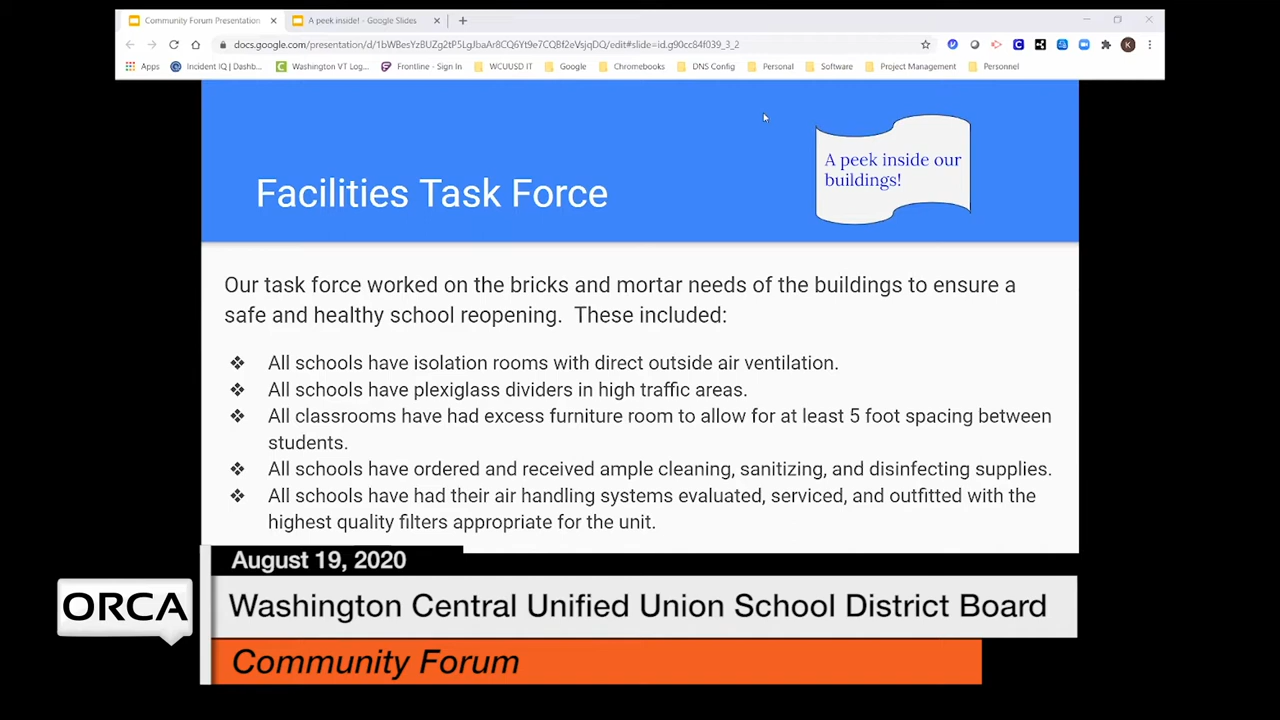 Community Forum Presentation
A peek inside! - Google Slides
docs.google.com/presentation/d/1bWBesYzBUZg2tP5LgJbaAr8CQ6Yt9e7CQBf2eVsjqDQ/edit#slide=id.g90cc84f039_3_2
Apps
Incident IQ | Dashb...
Washington VT Log...
Frontline - Sign In
WCUUSD IT
Google
Chromebooks
DNS Config
Personal
Software
Project Management
Personnel
A peek inside our
buildings!
Facilities Task Force
Our task force worked on the bricks and mortar needs of the buildings to ensure a
safe and healthy school reopening.  These included:
❖ All schools have isolation rooms with direct outside air ventilation.
❖ All schools have plexiglass dividers in high traffic areas.
❖ All classrooms have had excess furniture room to allow for at least 5 foot spacing between
students.
❖ All schools have ordered and received ample cleaning, sanitizing, and disinfecting supplies.
❖ All schools have had their air handling systems evaluated, serviced, and outfitted with the
highest quality filters appropriate for the unit.
August 19, 2020
ORCA
Washington Central Unified Union School District Board
Community Forum